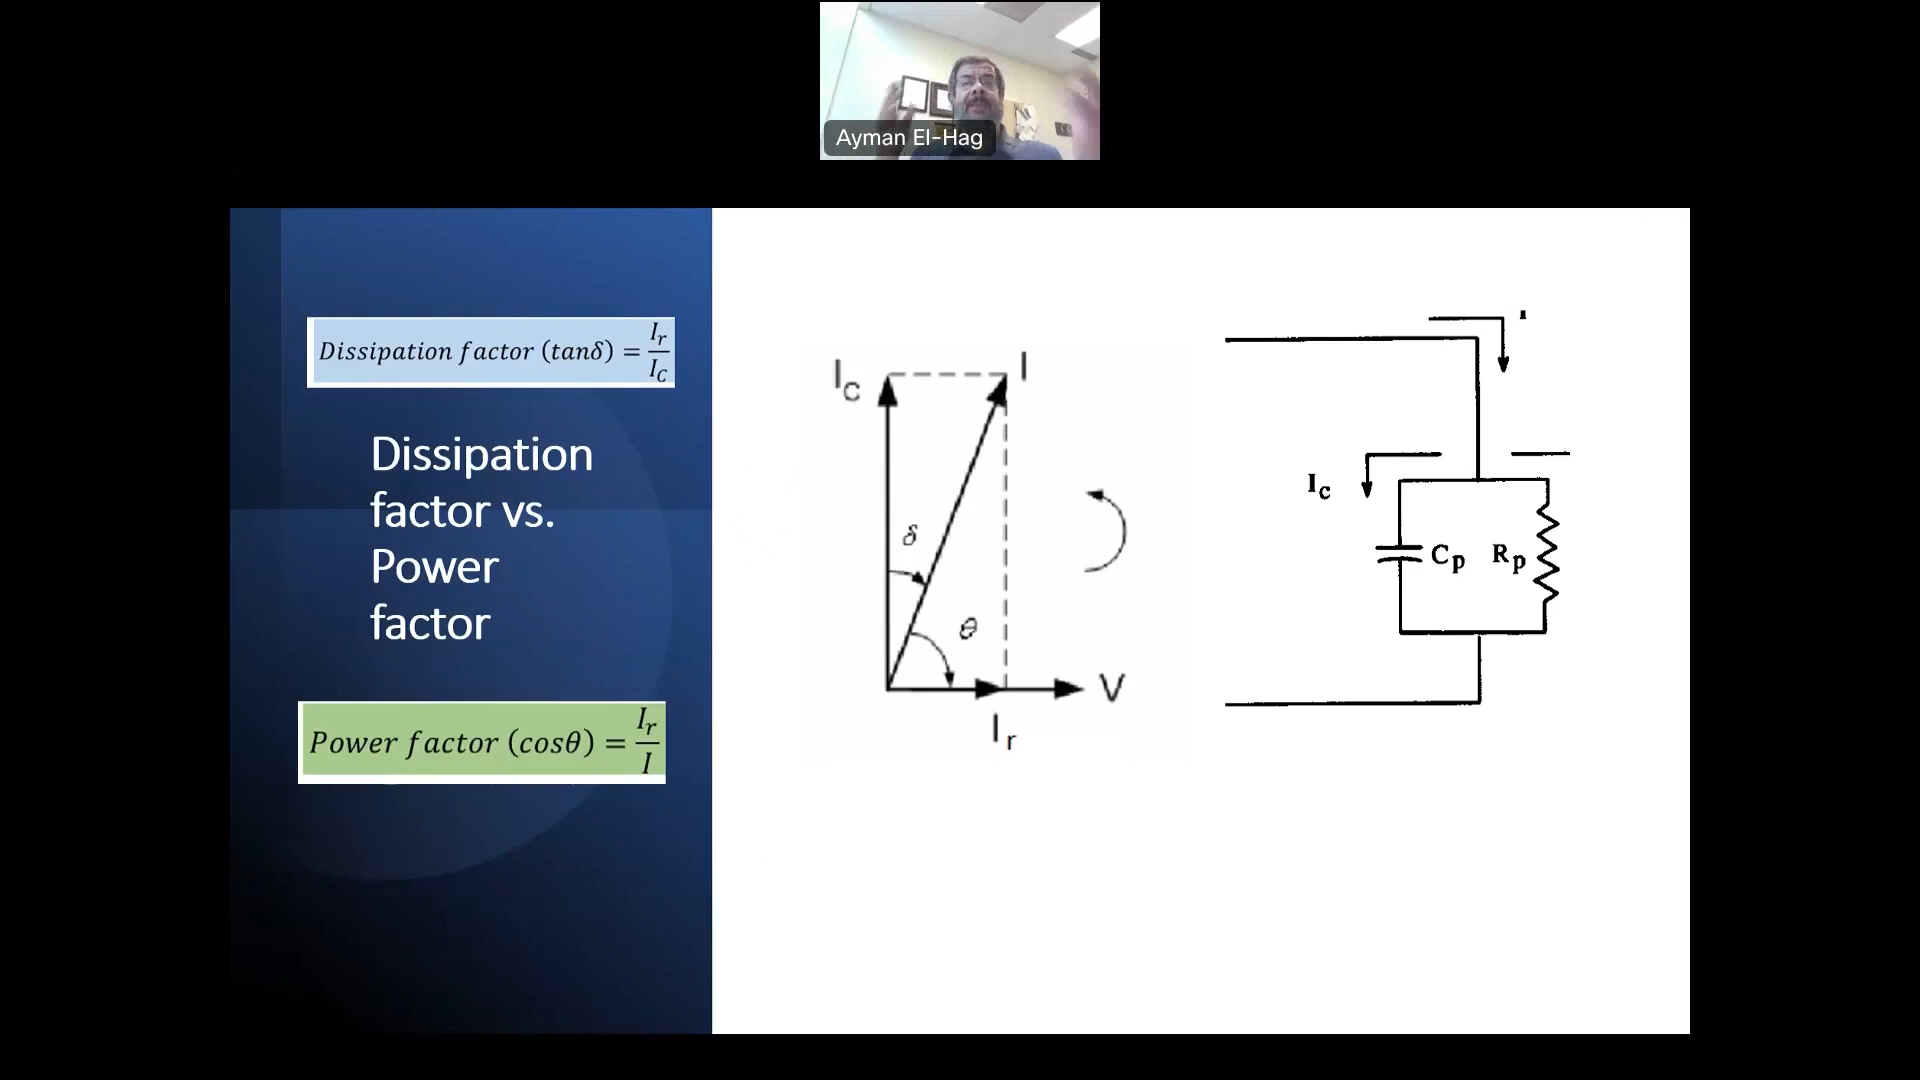 Ayman El-Hag
Dissipation factor (tanδ) = I_r / I_C
Dissipation
factor vs.
Power
factor
Power factor (cosθ) = I_r / I
I_C
I
δ
θ
V
I_r
I_c
C_p
R_p